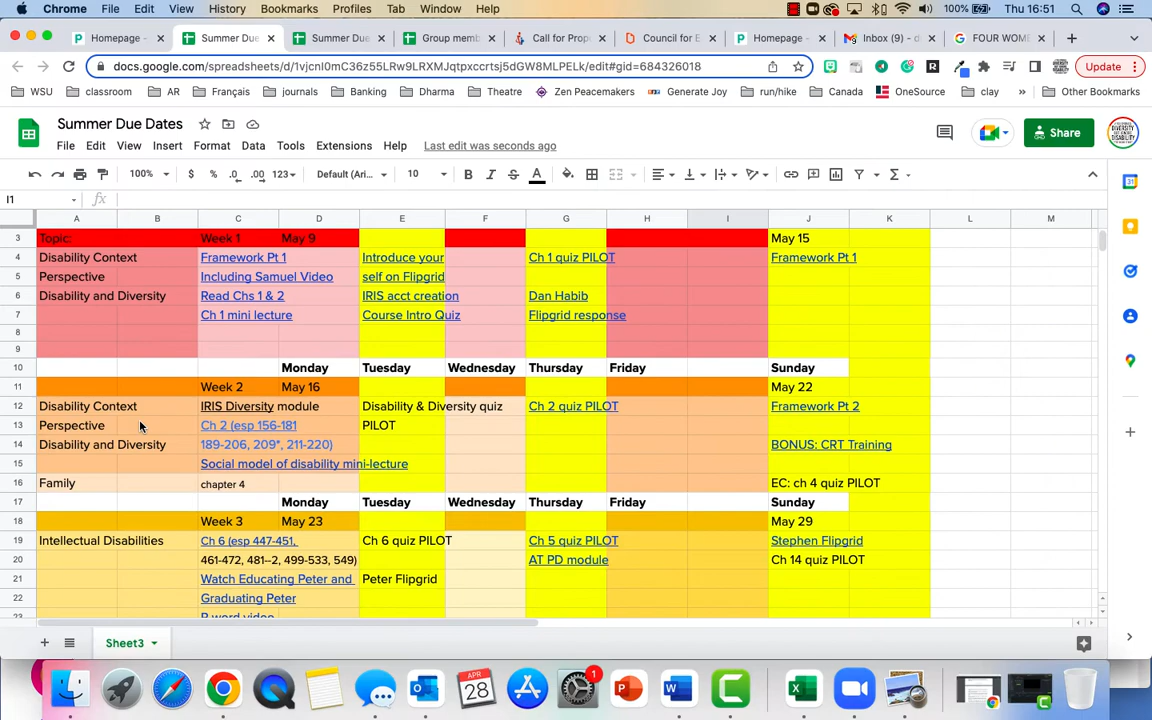 Chrome File Edit View History Bookmarks Profiles Tab Window Help 100% Thu 16:51
Homepage - Summer Due Summer Due Group memb Call for Prop Council for E Homepage - Inbox (9) - d FOUR WOM
docs.google.com/spreadsheets/d/1vjcnI0mC36z55LRw9LRXMJqtpxccrtsj5dGW8MLPELk/edit#gid=684326018 Update
WSU classroom AR Français journals Banking Dharma Theatre Zen Peacemakers Generate Joy run/hike Canada OneSource clay » Other Bookmarks
Summer Due Dates
Share
File Edit View Insert Format Data Tools Extensions Help Last edit was seconds ago
100% $ % .0 .00 123 Default (Ari... 10 B I S A
I1 fx
A B C D E F G H I J K L M
3 Topic: Week 1 May 9 May 15
4 Disability Context Framework Pt 1 Introduce your Ch 1 quiz PILOT Framework Pt 1
5 Perspective Including Samuel Video self on Flipgrid
6 Disability and Diversity Read Chs 1 & 2 IRIS acct creation Dan Habib
7 Ch 1 mini lecture Course Intro Quiz Flipgrid response
8
9
10 Monday Tuesday Wednesday Thursday Friday Sunday
11 Week 2 May 16 May 22
12 Disability Context IRIS Diversity module Disability & Diversity quiz Ch 2 quiz PILOT Framework Pt 2
13 Perspective Ch 2 (esp 156-181 PILOT
14 Disability and Diversity 189-206, 209*, 211-220) BONUS: CRT Training
15 Social model of disability mini-lecture
16 Family chapter 4 EC: ch 4 quiz PILOT
17 Monday Tuesday Wednesday Thursday Friday Sunday
18 Week 3 May 23 May 29
19 Intellectual Disabilities Ch 6 (esp 447-451, Ch 6 quiz PILOT Ch 5 quiz PILOT Stephen Flipgrid
20 461-472, 481--2, 499-533, 549) AT PD module Ch 14 quiz PILOT
21 Watch Educating Peter and Peter Flipgrid
22 Graduating Peter
23 R word video
Sheet3
APR 28 1